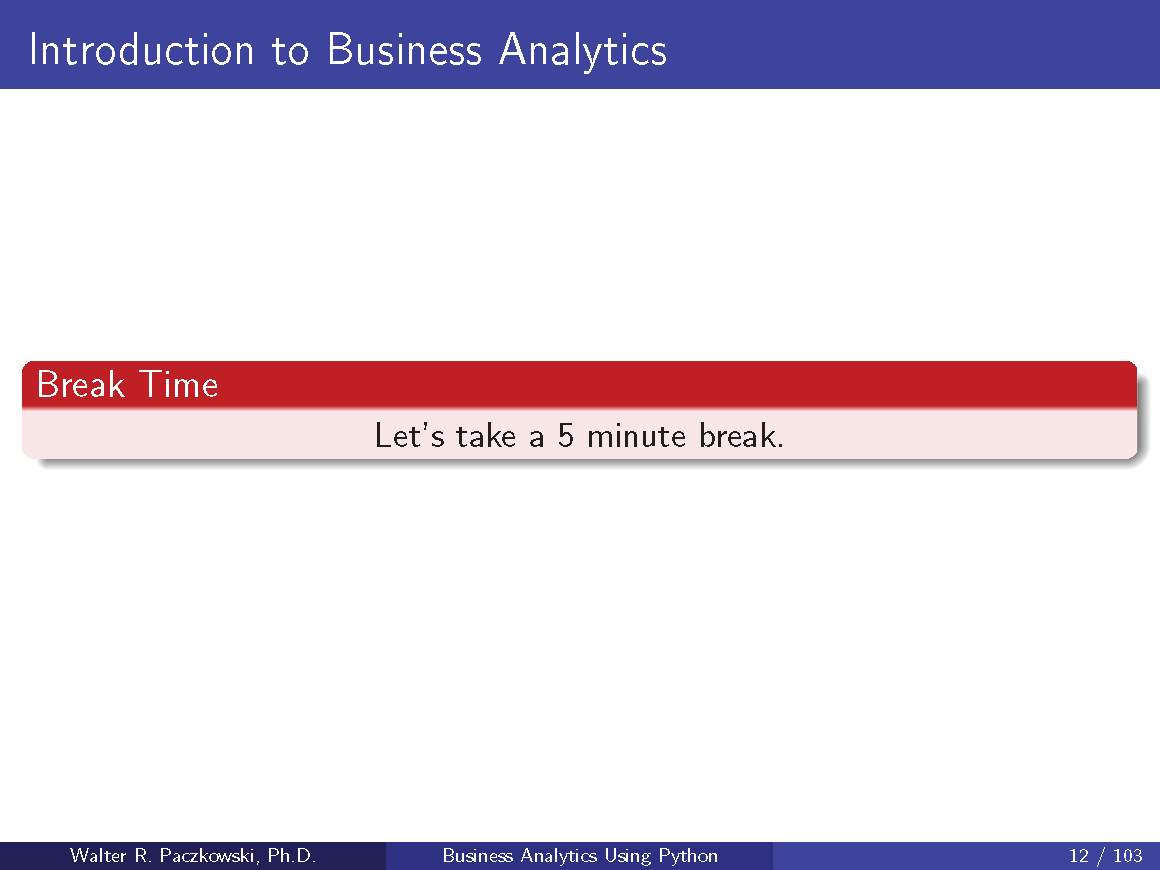 Introduction to Business Analytics
Break Time
Let's take a 5 minute break.
Walter R. Paczkowski, Ph.D.
Business Analytics Using Python
12 / 103